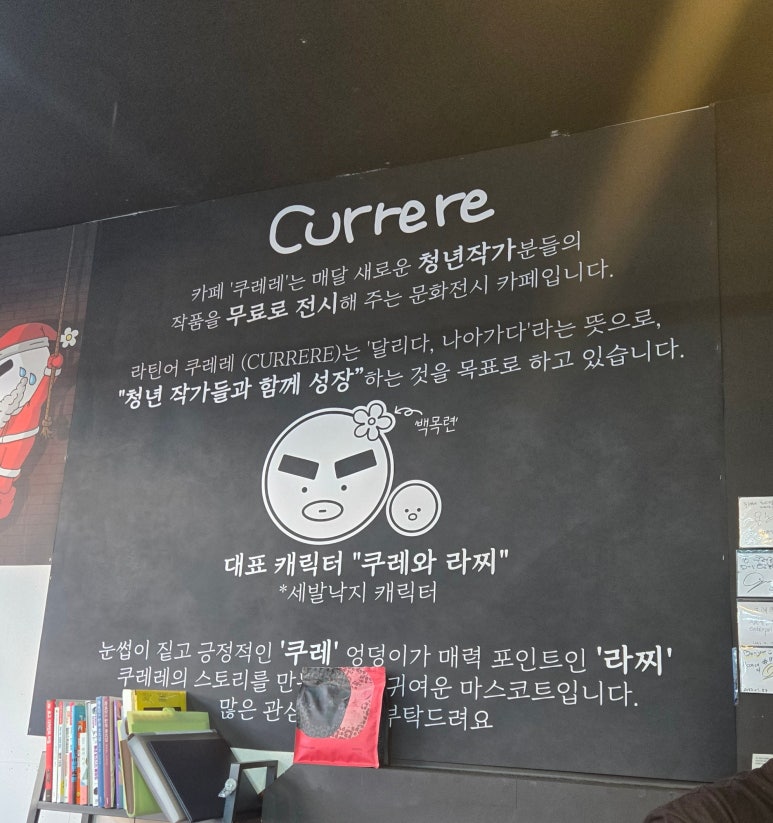 Currere
카페 '쿠레레'는 매달 새로운 청년작가분들의
작품을 무료로 전시해 주는 문화전시 카페입니다.
라틴어 쿠레레 (CURRERE)는 '달리다, 나아가다'라는 뜻으로,
"청년 작가들과 함께 성장"하는 것을 목표로 하고 있습니다.
'백목련'
대표 캐릭터 "쿠레와 라찌"
*세발낙지 캐릭터
눈썹이 짙고 긍정적인 '쿠레' 엉덩이가 매력 포인트인 '라찌'
쿠레레의 스토리를 귀여운 마스코트입니다.
많은 부탁드려요